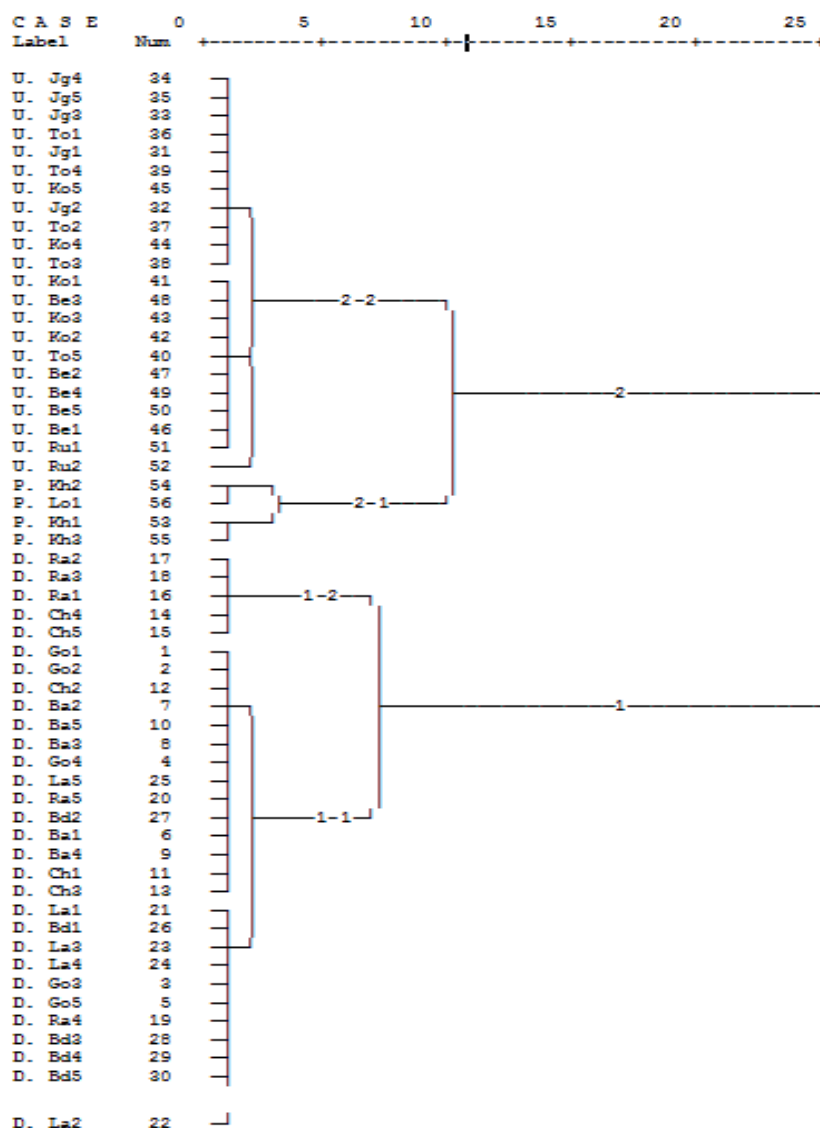 C A S E 0 5 10 15 20 25
Label Num +---------+---------+---------+---------+---------+
U. Jg4 34
U. Jg5 35
U. Jg3 33
U. To1 36
U. Jg1 31
U. To4 39
U. Ko5 45
U. Jg2 32
U. To2 37
U. Ko4 44
U. To3 38
U. Ko1 41
U. Be3 48 2-2
U. Ko3 43
U. Ko2 42
U. To5 40
U. Be2 47
U. Be4 49 2
U. Be5 50
U. Be1 46
U. Ru1 51
U. Ru2 52
P. Kh2 54
P. Lo1 56 2-1
P. Kh1 53
P. Kh3 55
D. Ra2 17
D. Ra3 18
D. Ra1 16 1-2
D. Ch4 14
D. Ch5 15
D. Go1 1
D. Go2 2
D. Ch2 12
D. Ba2 7 1
D. Ba5 10
D. Ba3 8
D. Go4 4
D. La5 25
D. Ra5 20
D. Bd2 27 1-1
D. Ba1 6
D. Ba4 9
D. Ch1 11
D. Ch3 13
D. La1 21
D. Bd1 26
D. La3 23
D. La4 24
D. Go3 3
D. Go5 5
D. Ra4 19
D. Bd3 28
D. Bd4 29
D. Bd5 30
D. La2 22